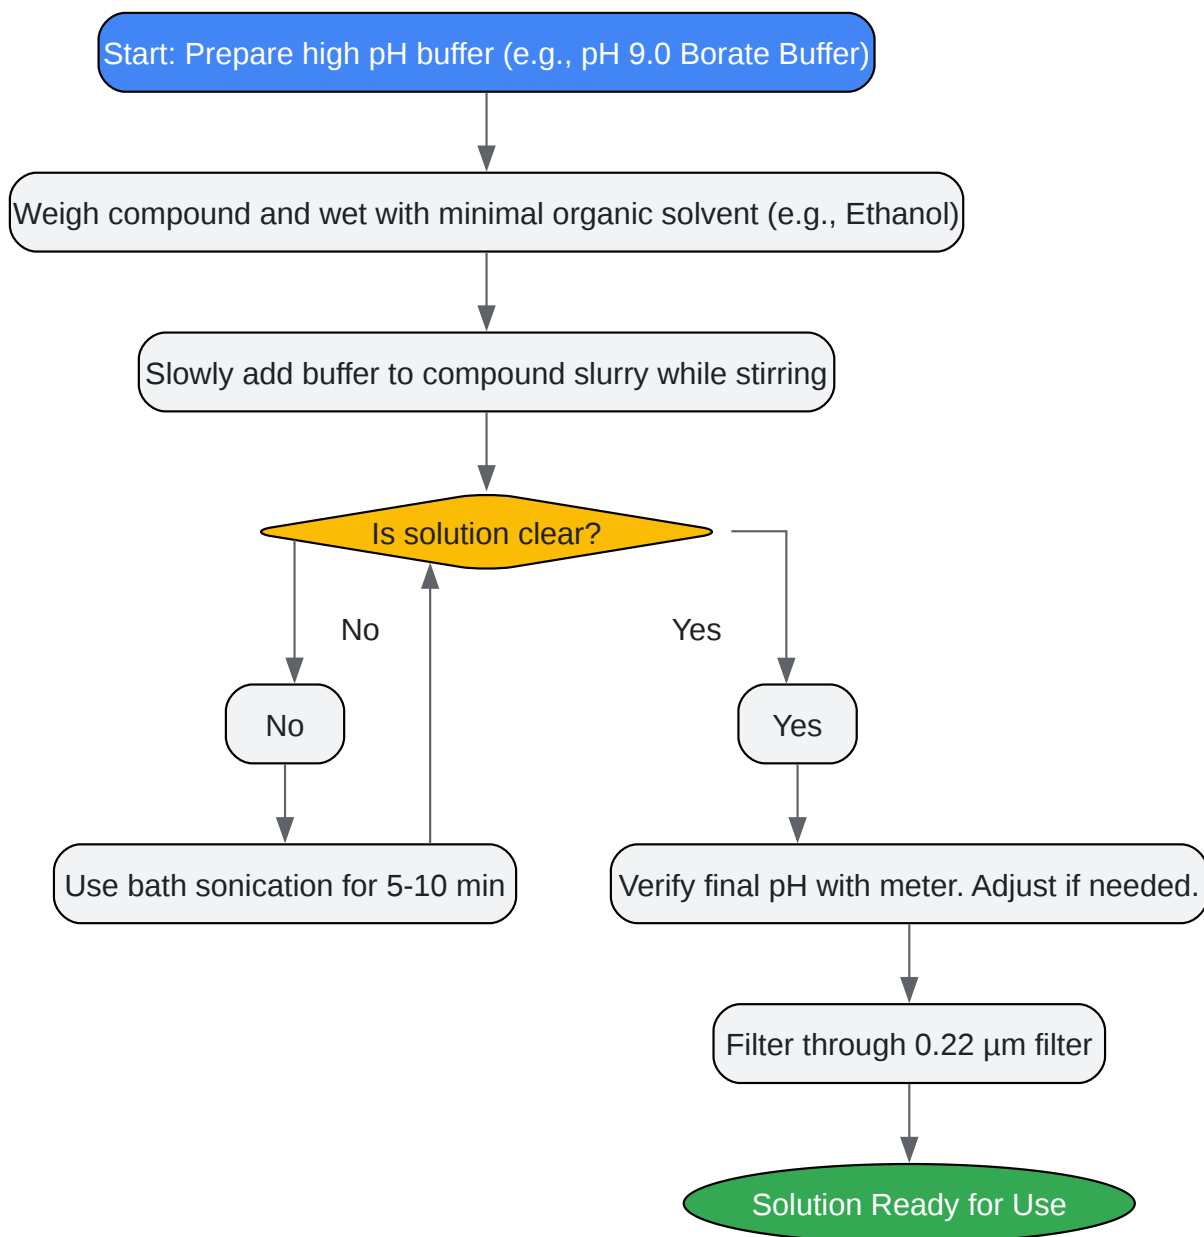 Start: Prepare high pH buffer (e.g., pH 9.0 Borate Buffer)
Weigh compound and wet with minimal organic solvent (e.g., Ethanol)
Slowly add buffer to compound slurry while stirring
Is solution clear?
No
Yes
No
Yes
Use bath sonication for 5-10 min
Verify final pH with meter. Adjust if needed.
Filter through 0.22 µm filter
Solution Ready for Use